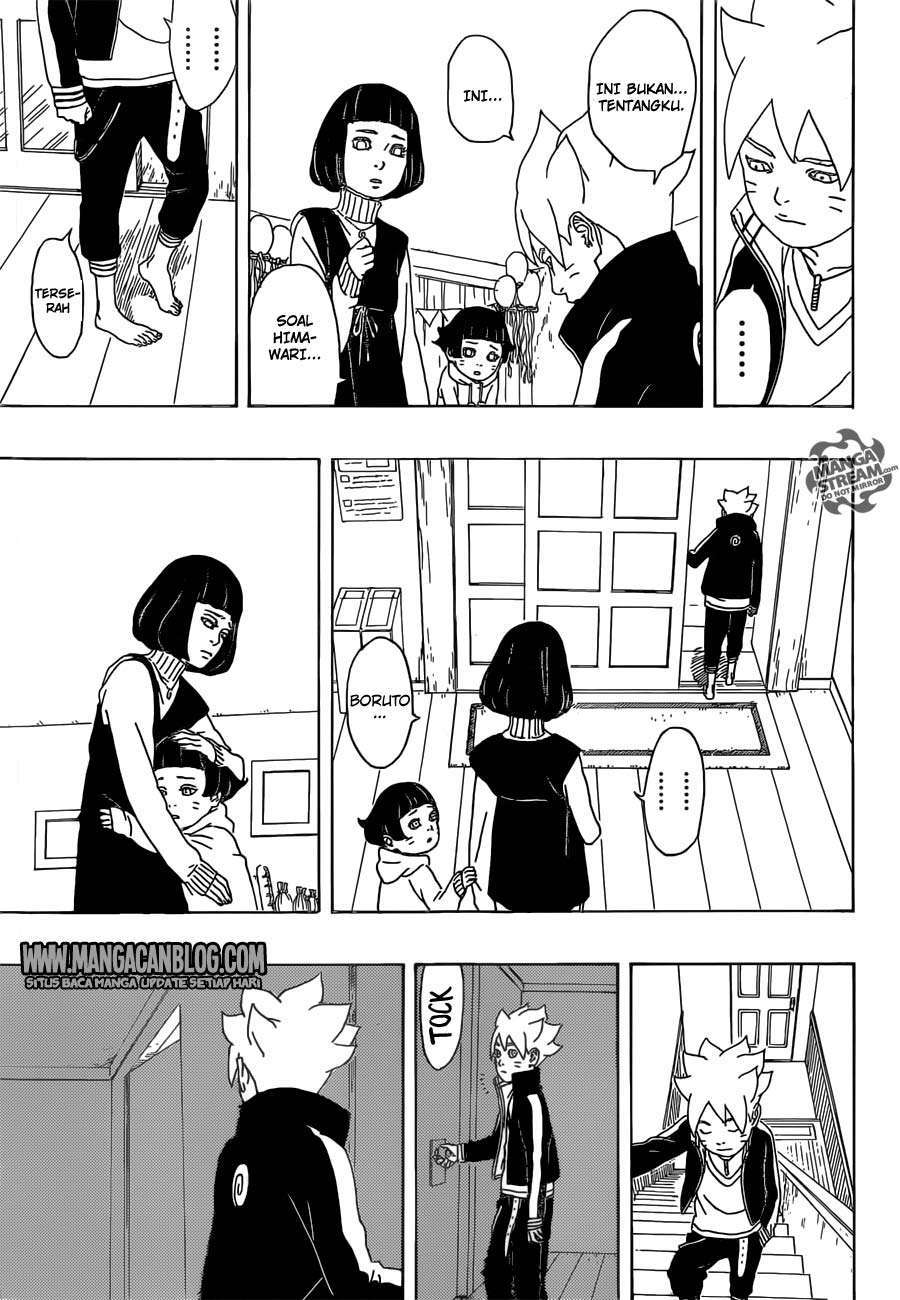 INI BUKAN...
TENTANGKU.
INI...
SOAL
HIMA-
WARI...
TERSE-
RAH
MANGA
STREAM.com
DO NOT MIRROR
BORUTO
...
TOCK
WWW.MANGACANBLOG.COM
SITUS BACA MANGA UPDATE SETIAP HARI